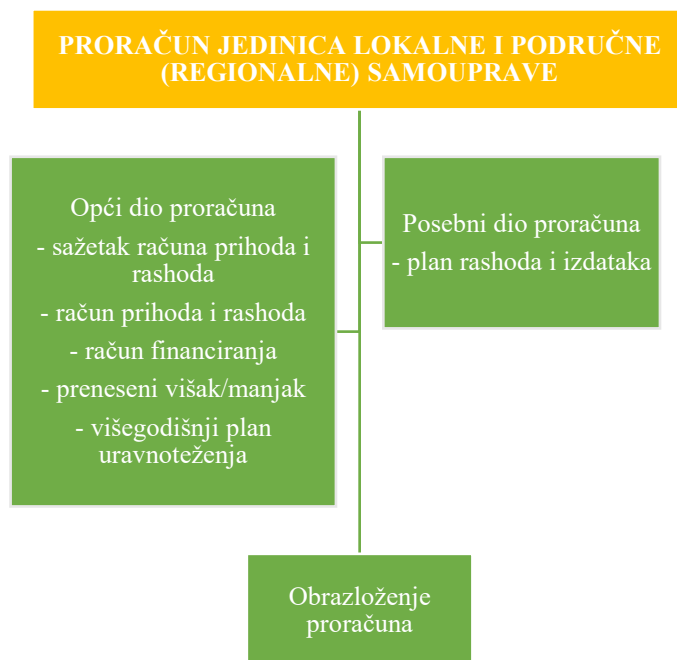 PRORAČUN JEDINICA LOKALNE I PODRUČNE
(REGIONALNE) SAMOUPRAVE
Opći dio proračuna
- sažetak računa prihoda i
rashoda
- račun prihoda i rashoda
- račun financiranja
- preneseni višak/manjak
- višegodišnji plan
uravnoteženja
Posebni dio proračuna
- plan rashoda i izdataka
Obrazloženje
proračuna